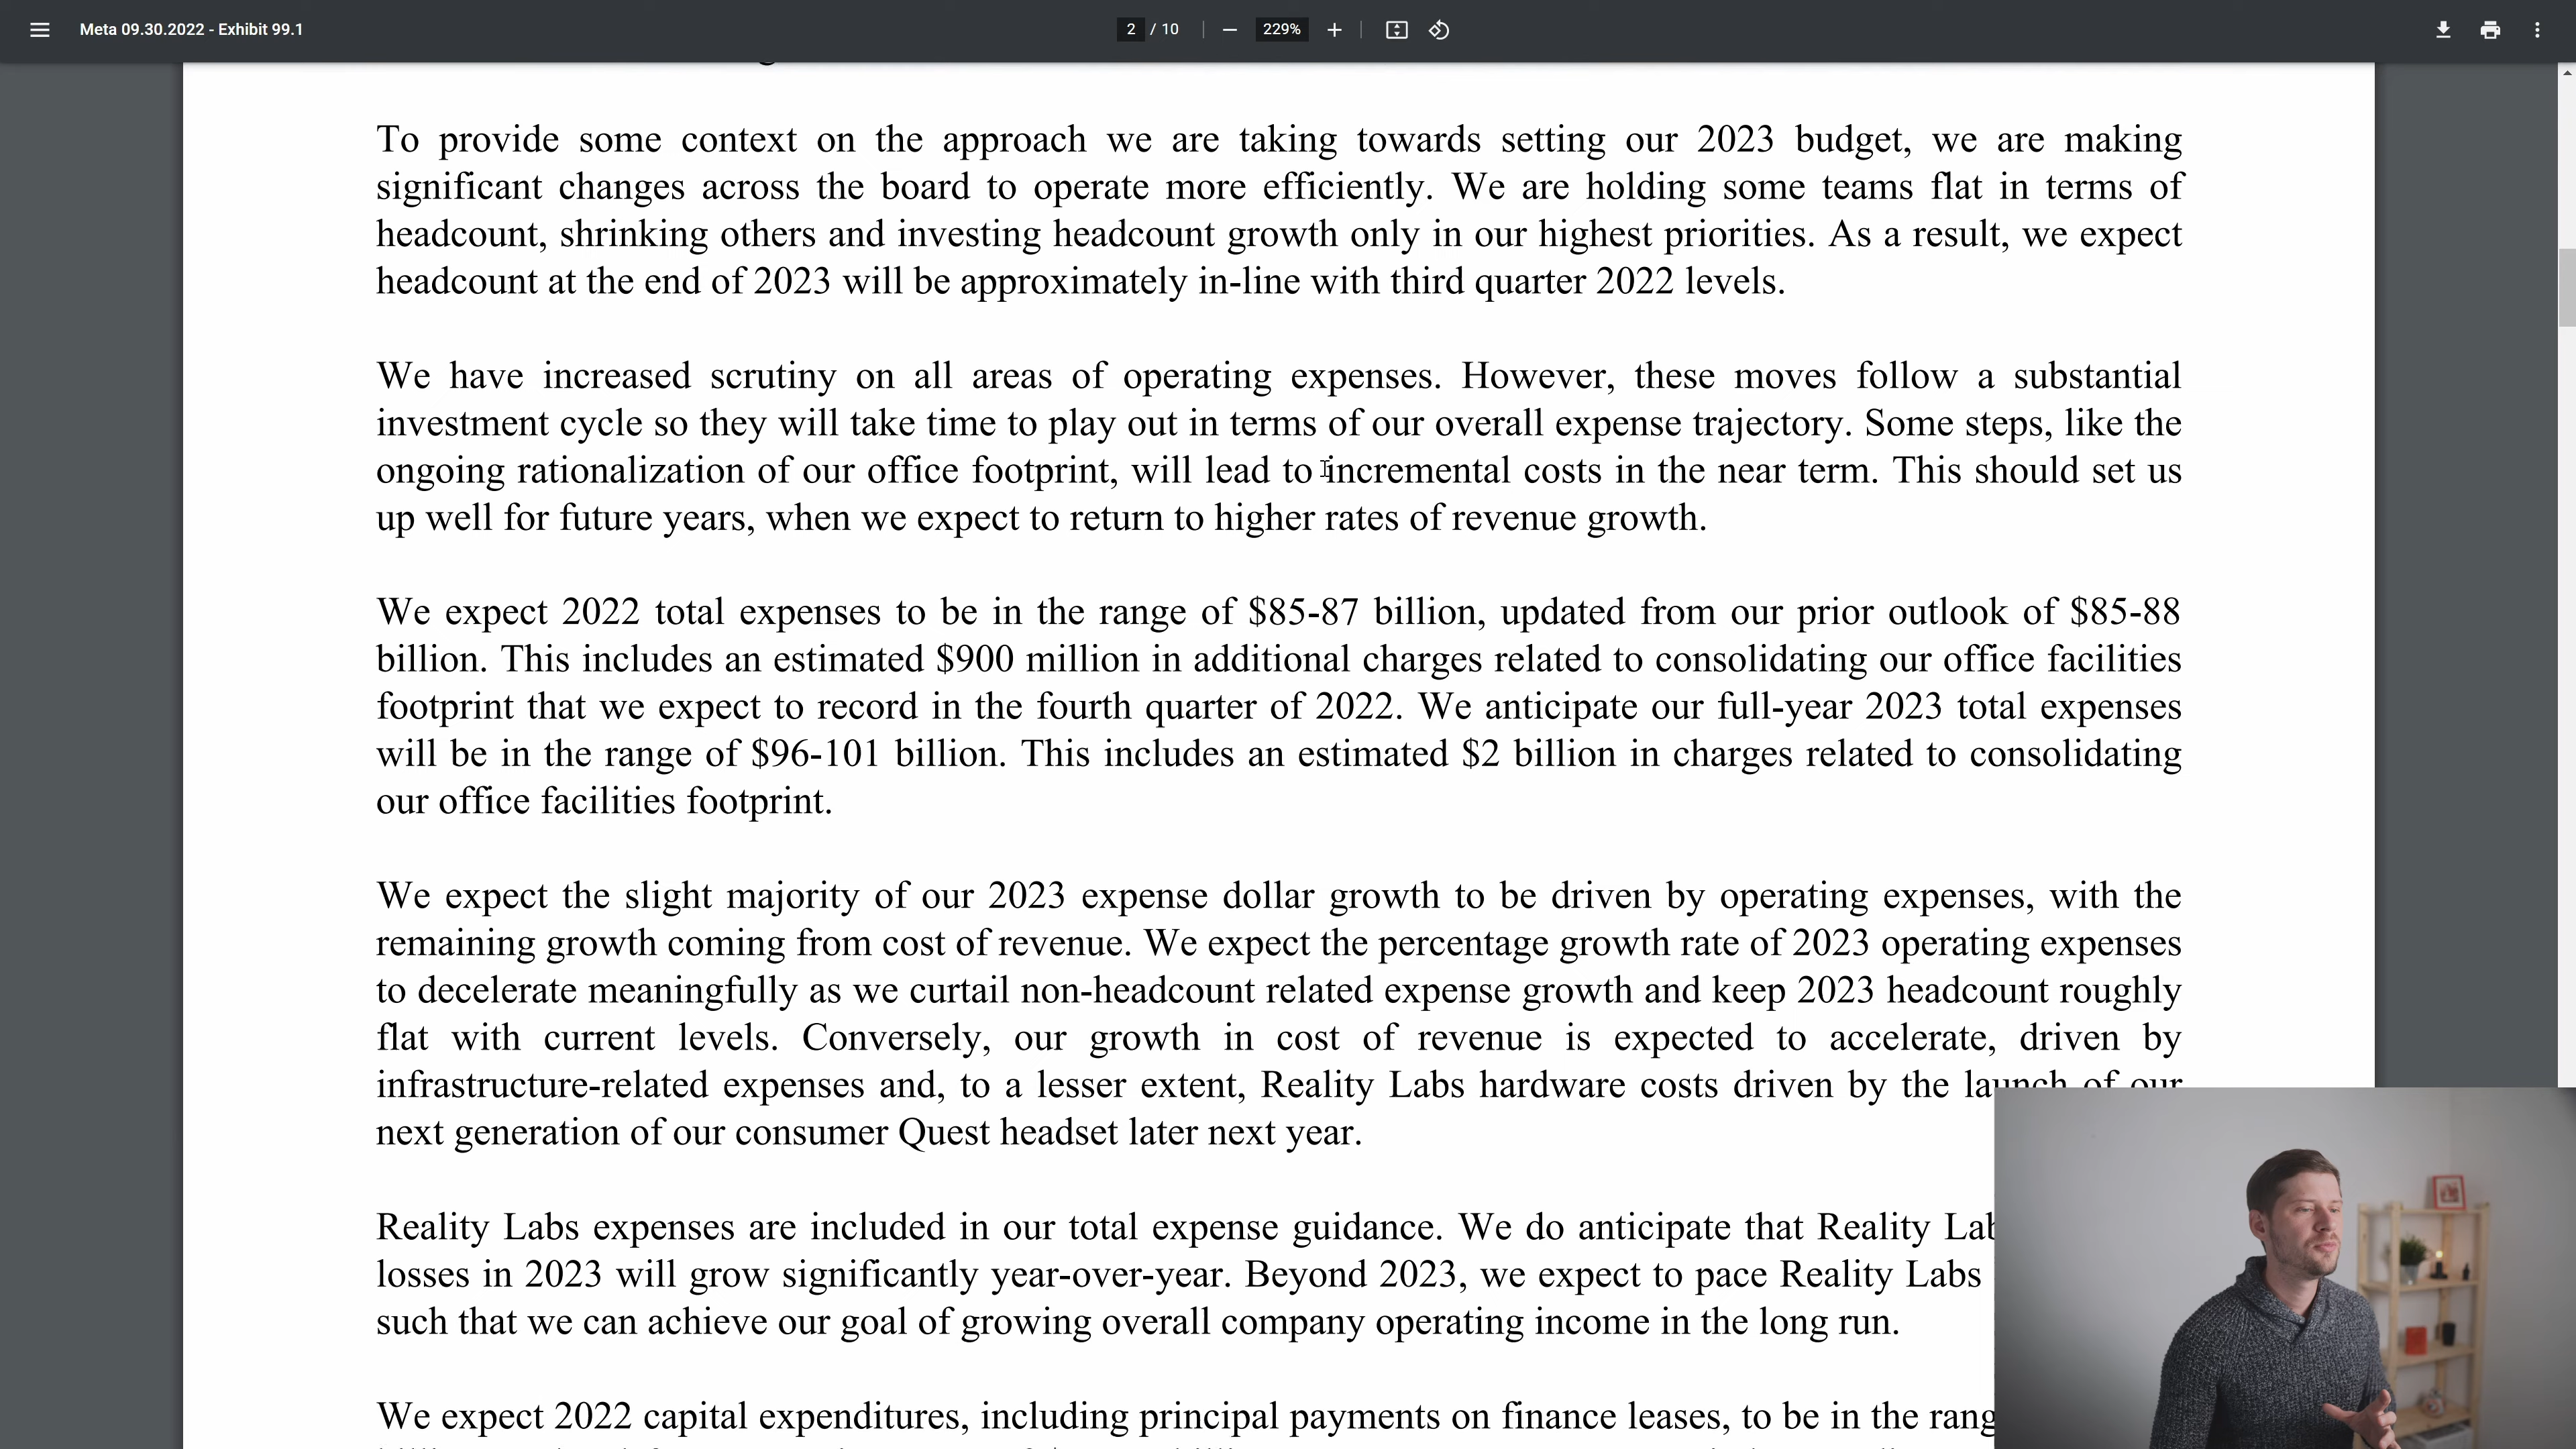 Meta 09.30.2022 - Exhibit 99.1
2 / 10
229%
To provide some context on the approach we are taking towards setting our 2023 budget, we are making
significant changes across the board to operate more efficiently. We are holding some teams flat in terms of
headcount, shrinking others and investing headcount growth only in our highest priorities. As a result, we expect
headcount at the end of 2023 will be approximately in-line with third quarter 2022 levels.
We have increased scrutiny on all areas of operating expenses. However, these moves follow a substantial
investment cycle so they will take time to play out in terms of our overall expense trajectory. Some steps, like the
ongoing rationalization of our office footprint, will lead to incremental costs in the near term. This should set us
up well for future years, when we expect to return to higher rates of revenue growth.
We expect 2022 total expenses to be in the range of $85-87 billion, updated from our prior outlook of $85-88
billion. This includes an estimated $900 million in additional charges related to consolidating our office facilities
footprint that we expect to record in the fourth quarter of 2022. We anticipate our full-year 2023 total expenses
will be in the range of $96-101 billion. This includes an estimated $2 billion in charges related to consolidating
our office facilities footprint.
We expect the slight majority of our 2023 expense dollar growth to be driven by operating expenses, with the
remaining growth coming from cost of revenue. We expect the percentage growth rate of 2023 operating expenses
to decelerate meaningfully as we curtail non-headcount related expense growth and keep 2023 headcount roughly
flat with current levels. Conversely, our growth in cost of revenue is expected to accelerate, driven by
infrastructure-related expenses and, to a lesser extent, Reality Labs hardware costs driven by the launch of our
next generation of our consumer Quest headset later next year.
Reality Labs expenses are included in our total expense guidance. We do anticipate that Reality
losses in 2023 will grow significantly year-over-year. Beyond 2023, we expect to pace Reality Labs
such that we can achieve our goal of growing overall company operating income in the long run.
We expect 2022 capital expenditures, including principal payments on finance leases, to be in the